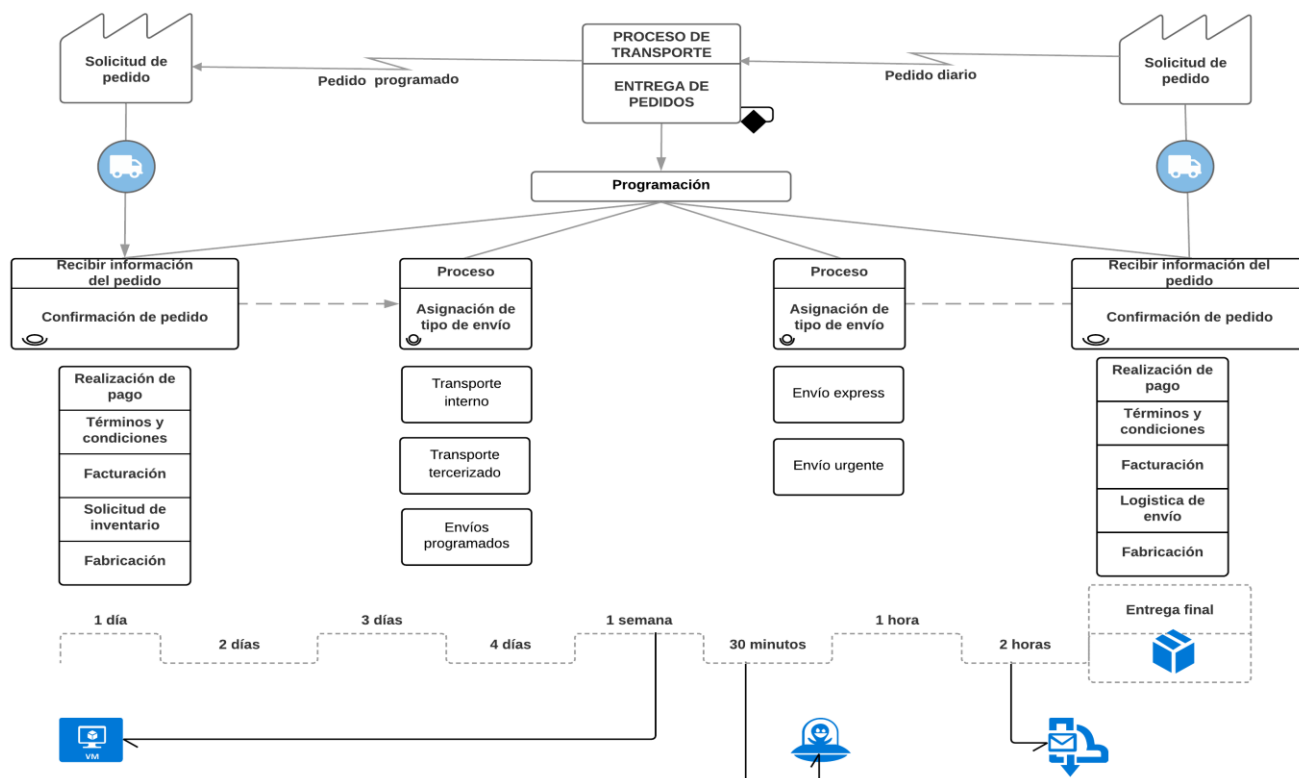 Solicitud de
pedido
Pedido programado
PROCESO DE
TRANSPORTE
ENTREGA DE
PEDIDOS
Pedido diario
Solicitud de
pedido
Programación
Recibir información
del pedido
Confirmación de pedido
Proceso
Asignación de
tipo de envío
Proceso
Asignación de
tipo de envío
Recibir información del
pedido
Confirmación de pedido
Realización de
pago
Términos y
condiciones
Facturación
Solicitud de
inventario
Fabricación
Transporte
interno
Transporte
tercerizado
Envíos
programados
Envío express
Envío urgente
Realización de
pago
Términos y
condiciones
Facturación
Logistica de
envío
Fabricación
1 día
2 días
3 días
4 días
1 semana
30 minutos
1 hora
2 horas
Entrega final
VM